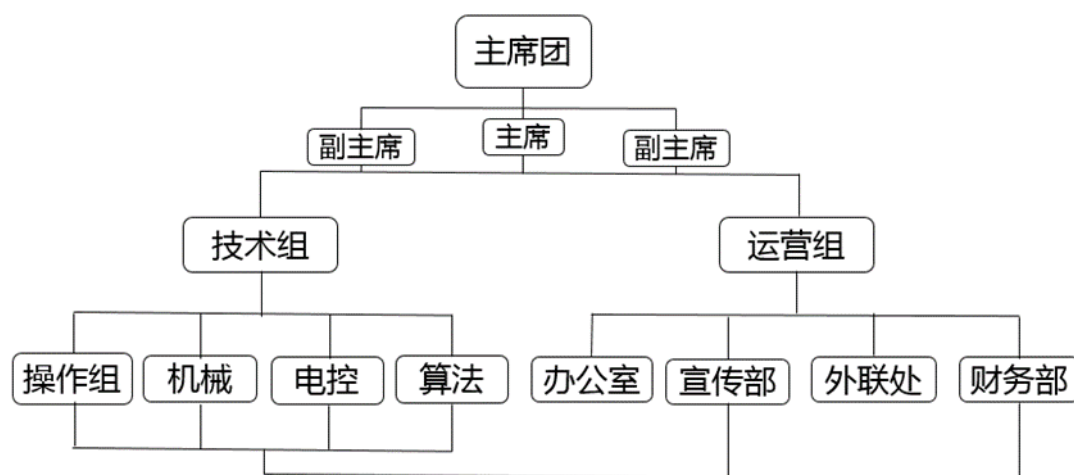 主席团
副主席
主席
副主席
技术组
运营组
操作组
机械
电控
算法
办公室
宣传部
外联处
财务部